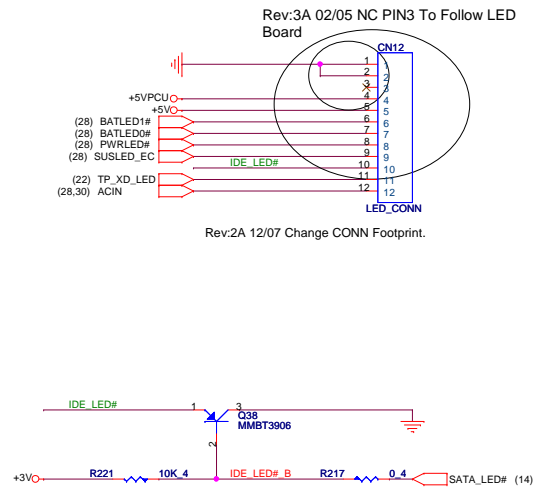 Rev:3A 02/05 NC PIN3 To Follow LED
Board
CN12
1 1
2 2
3 3
+5VPCU 4 4
+5V 5 5
(28) BATLED1# 6 6
(28) BATLED0# 7 7
(28) PWRLED# 8 8
(28) SUSLED_EC 9 9
IDE_LED# 10 10
(22) TP_XD_LED 11 11
(28,30) ACIN 12 12
LED_CONN
Rev:2A 12/07 Change CONN Footprint.
IDE_LED# 1 3
Q38
MMBT3906
2
+3V R221 10K_4 IDE_LED#_B R217 0_4 SATA_LED# (14)